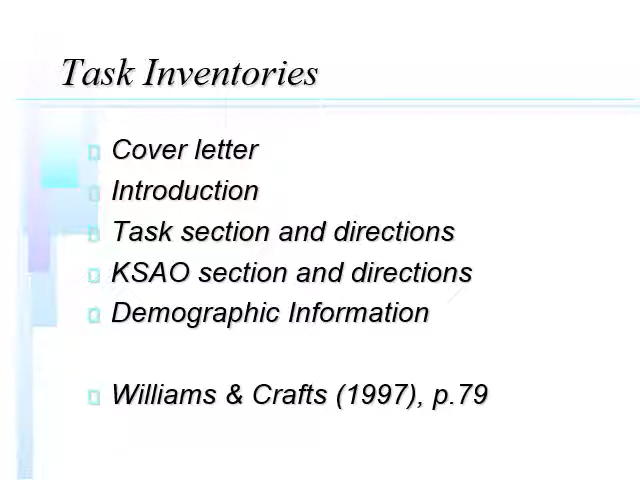 Task Inventories
Cover letter
Introduction
Task section and directions
KSAO section and directions
Demographic Information
Williams & Crafts (1997), p.79